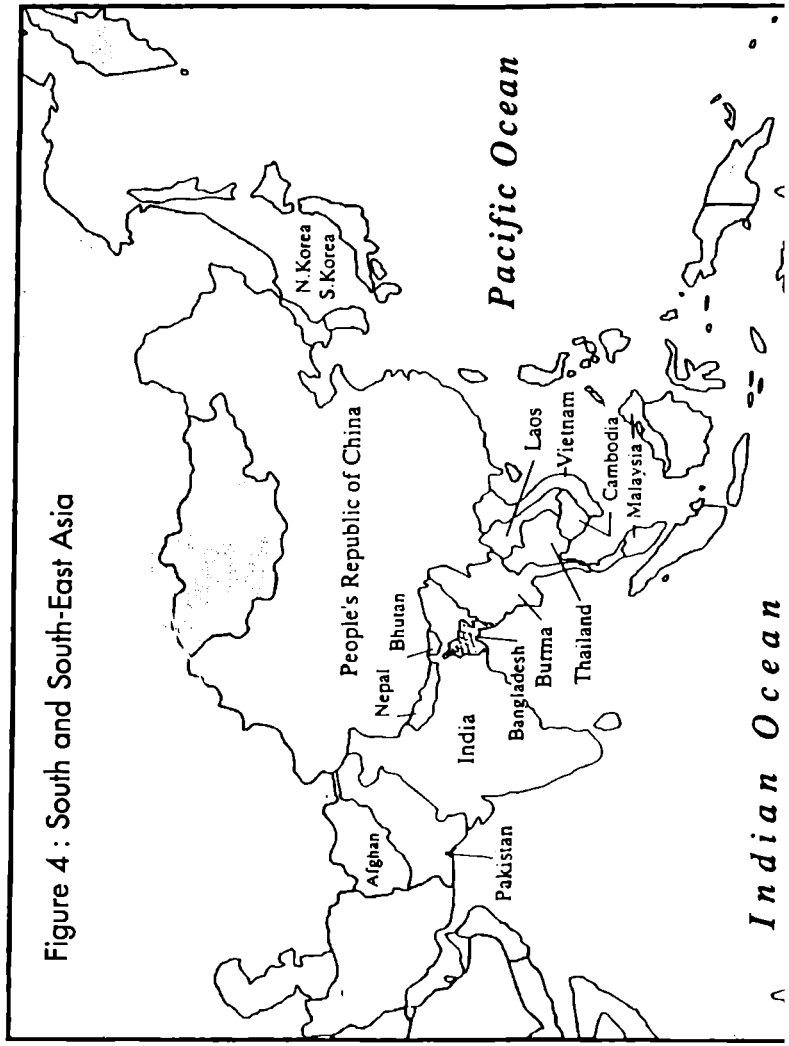 Figure 4 : South and South-East Asia
N.Korea
S.Korea
People's Republic of China
Pacific Ocean
Afghan
Nepal
Bhutan
Pakistan
India
Bangladesh
Burma
Thailand
Laos
Vietnam
Cambodia
Malaysia
Indian Ocean